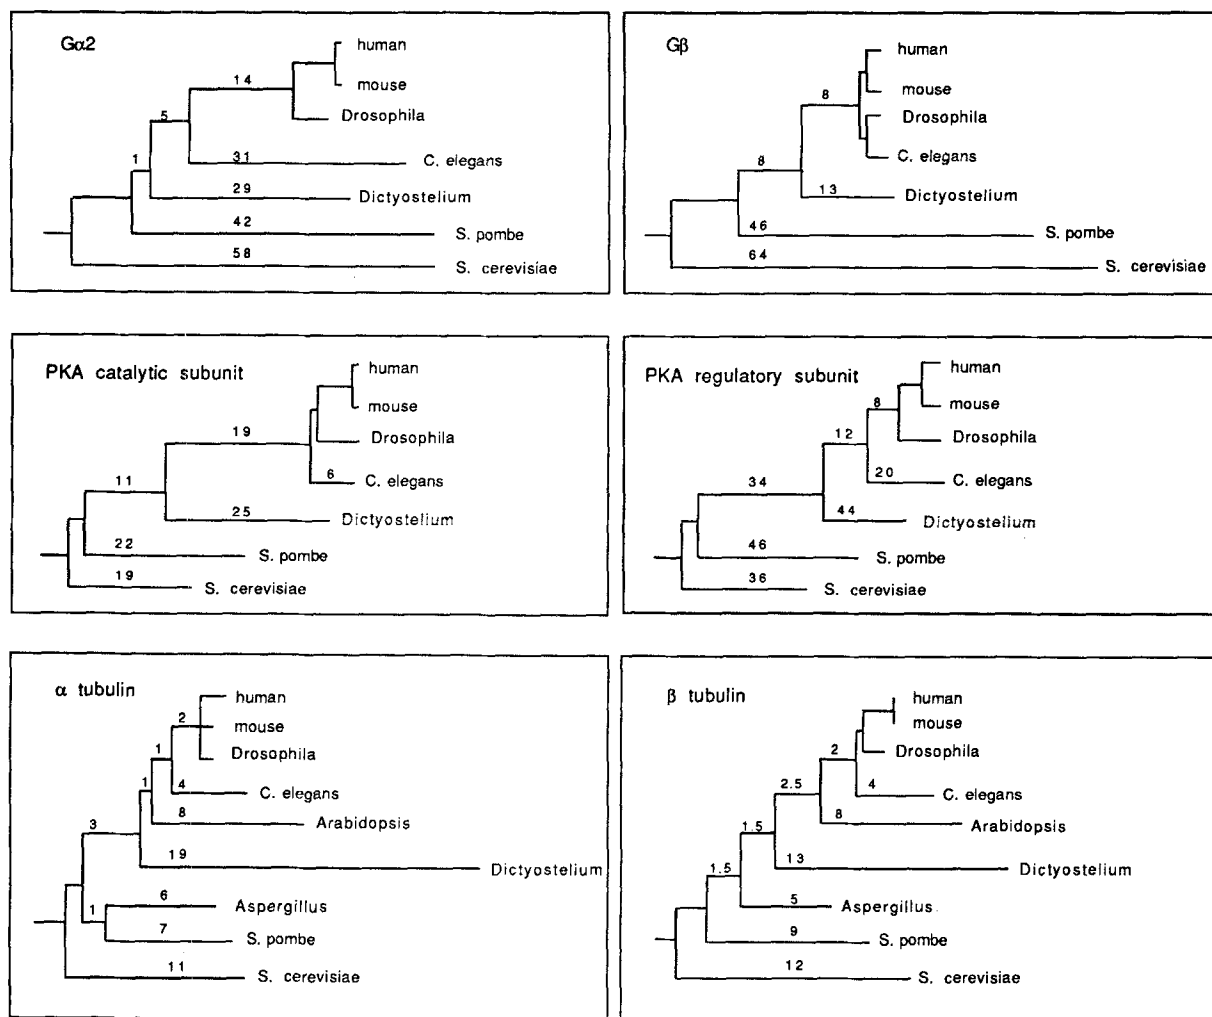 Gα2
human
14
mouse
5
Drosophila
1
31
C. elegans
29
Dictyostelium
42
S. pombe
58
S. cerevisiae
Gβ
human
8
mouse
Drosophila
8
C. elegans
13
Dictyostelium
46
S. pombe
64
S. cerevisiae
PKA catalytic subunit
human
mouse
19
Drosophila
11
6
C. elegans
25
Dictyostelium
22
S. pombe
19
S. cerevisiae
PKA regulatory subunit
human
8
mouse
12
Drosophila
34
20
C. elegans
44
Dictyostelium
46
S. pombe
36
S. cerevisiae
α tubulin
human
2
mouse
1
Drosophila
1
4
C. elegans
8
Arabidopsis
3
19
Dictyostelium
6
Aspergillus
1
7
S. pombe
11
S. cerevisiae
β tubulin
human
mouse
2
Drosophila
2.5
4
C. elegans
8
Arabidopsis
1.5
13
Dictyostelium
1.5
5
Aspergillus
9
S. pombe
12
S. cerevisiae